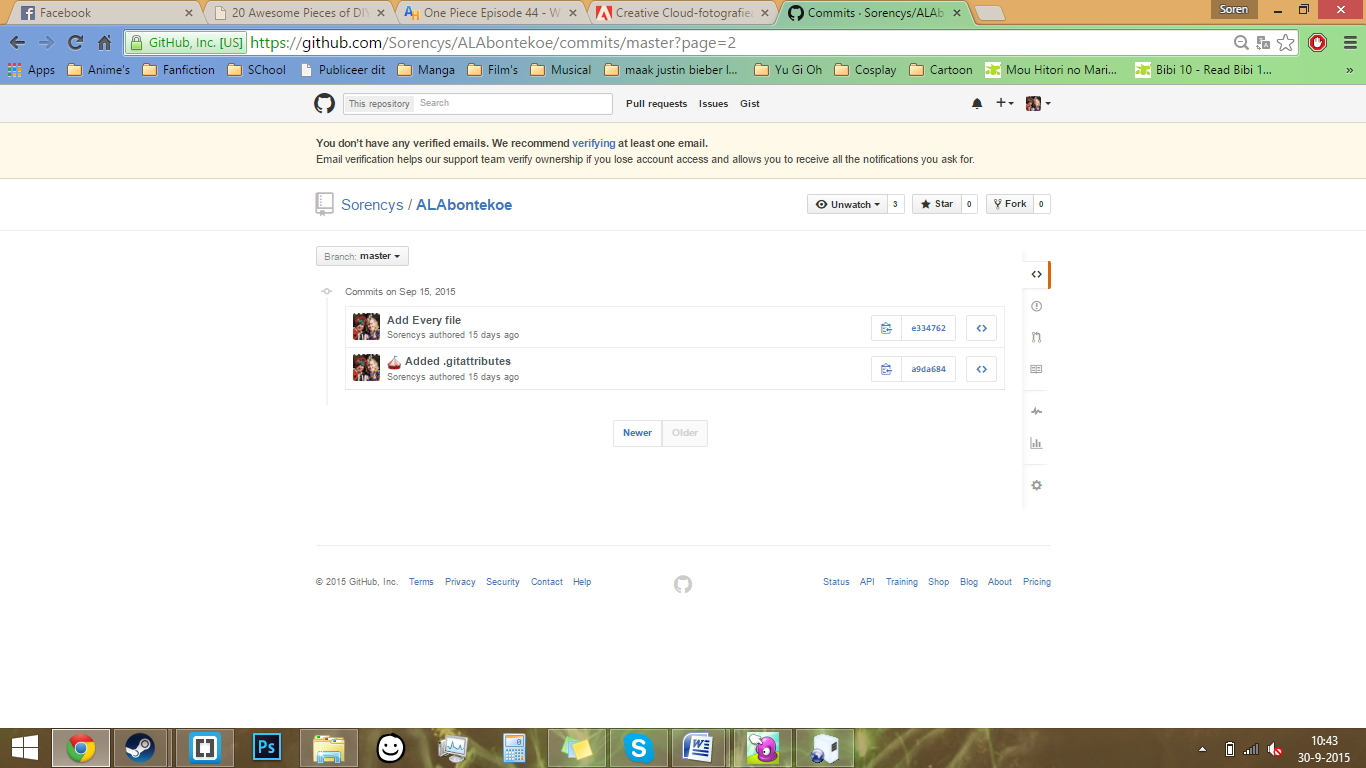 Facebook
20 Awesome Pieces of DIY
One Piece Episode 44 - W
Creative Cloud-fotografie
Commits · Sorencys/ALAb
Soren
GitHub, Inc. [US]
https://github.com/Sorencys/ALAbontekoe/commits/master?page=2
Apps
Anime's
Fanfiction
SChool
Publiceer dit
Manga
Film's
Musical
maak justin bieber l...
Yu Gi Oh
Cosplay
Cartoon
Mou Hitori no Mari...
Bibi 10 - Read Bibi 1...
»
This repository
Search
Pull requests
Issues
Gist
You don't have any verified emails. We recommend verifying at least one email.
Email verification helps our support team verify ownership if you lose account access and allows you to receive all the notifications you ask for.
Sorencys / ALAbontekoe
Unwatch
3
Star
0
Fork
0
Branch: master
Commits on Sep 15, 2015
Add Every file
e334762
Sorencys authored 15 days ago
Added .gitattributes
a9da684
Sorencys authored 15 days ago
Newer
Older
© 2015 GitHub, Inc.
Terms
Privacy
Security
Contact
Help
Status
API
Training
Shop
Blog
About
Pricing
Ps
10:43
30-9-2015